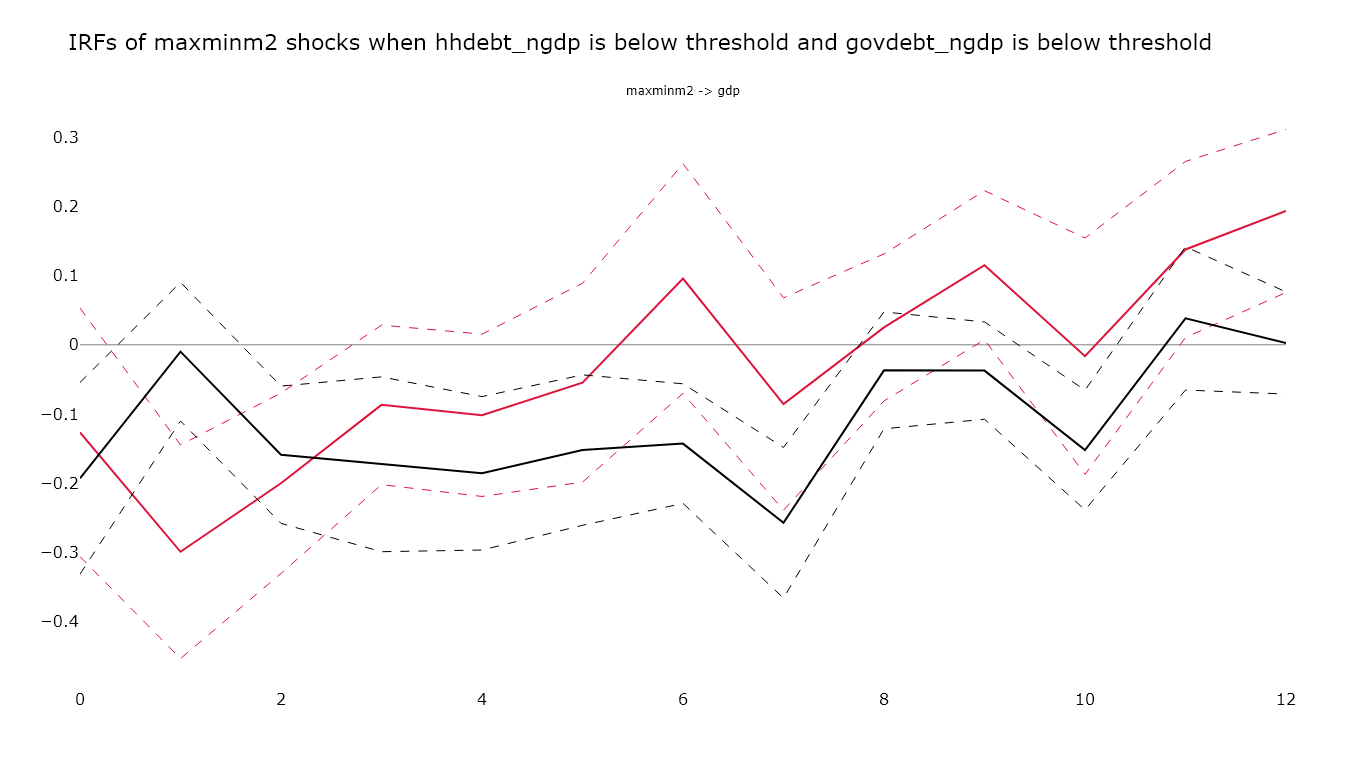 IRFs of maxminm2 shocks when hhdebt_ngdp is below threshold and govdebt_ngdp is below threshold
maxminm2 -> gdp
0.3
0.2
0.1
0
−0.1
−0.2
−0.3
−0.4
0 2 4 6 8 10 12